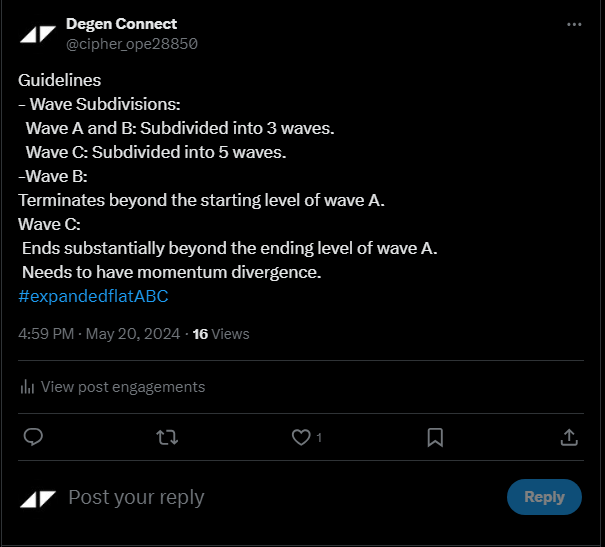 Degen Connect
@cipher_ope28850
Guidelines
- Wave Subdivisions:
Wave A and B: Subdivided into 3 waves.
Wave C: Subdivided into 5 waves.
-Wave B:
Terminates beyond the starting level of wave A.
Wave C:
Ends substantially beyond the ending level of wave A.
Needs to have momentum divergence.
#expandedflatABC
4:59 PM · May 20, 2024 · 16 Views
View post engagements
1
Post your reply
Reply